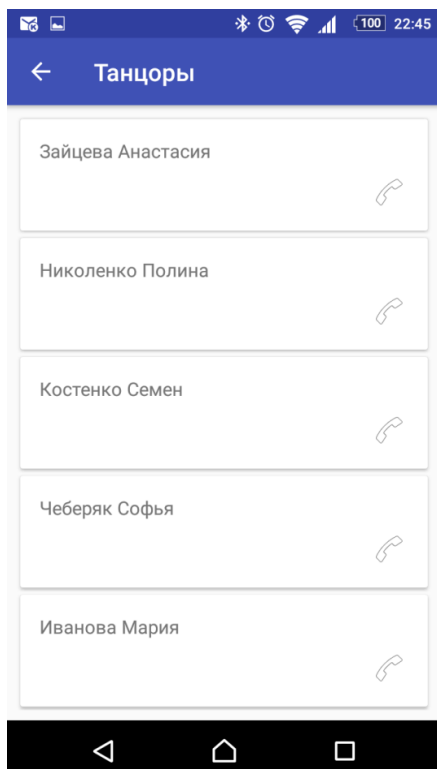 100 22:45
Танцоры
Зайцева Анастасия
Николенко Полина
Костенко Семен
Чеберяк Софья
Иванова Мария